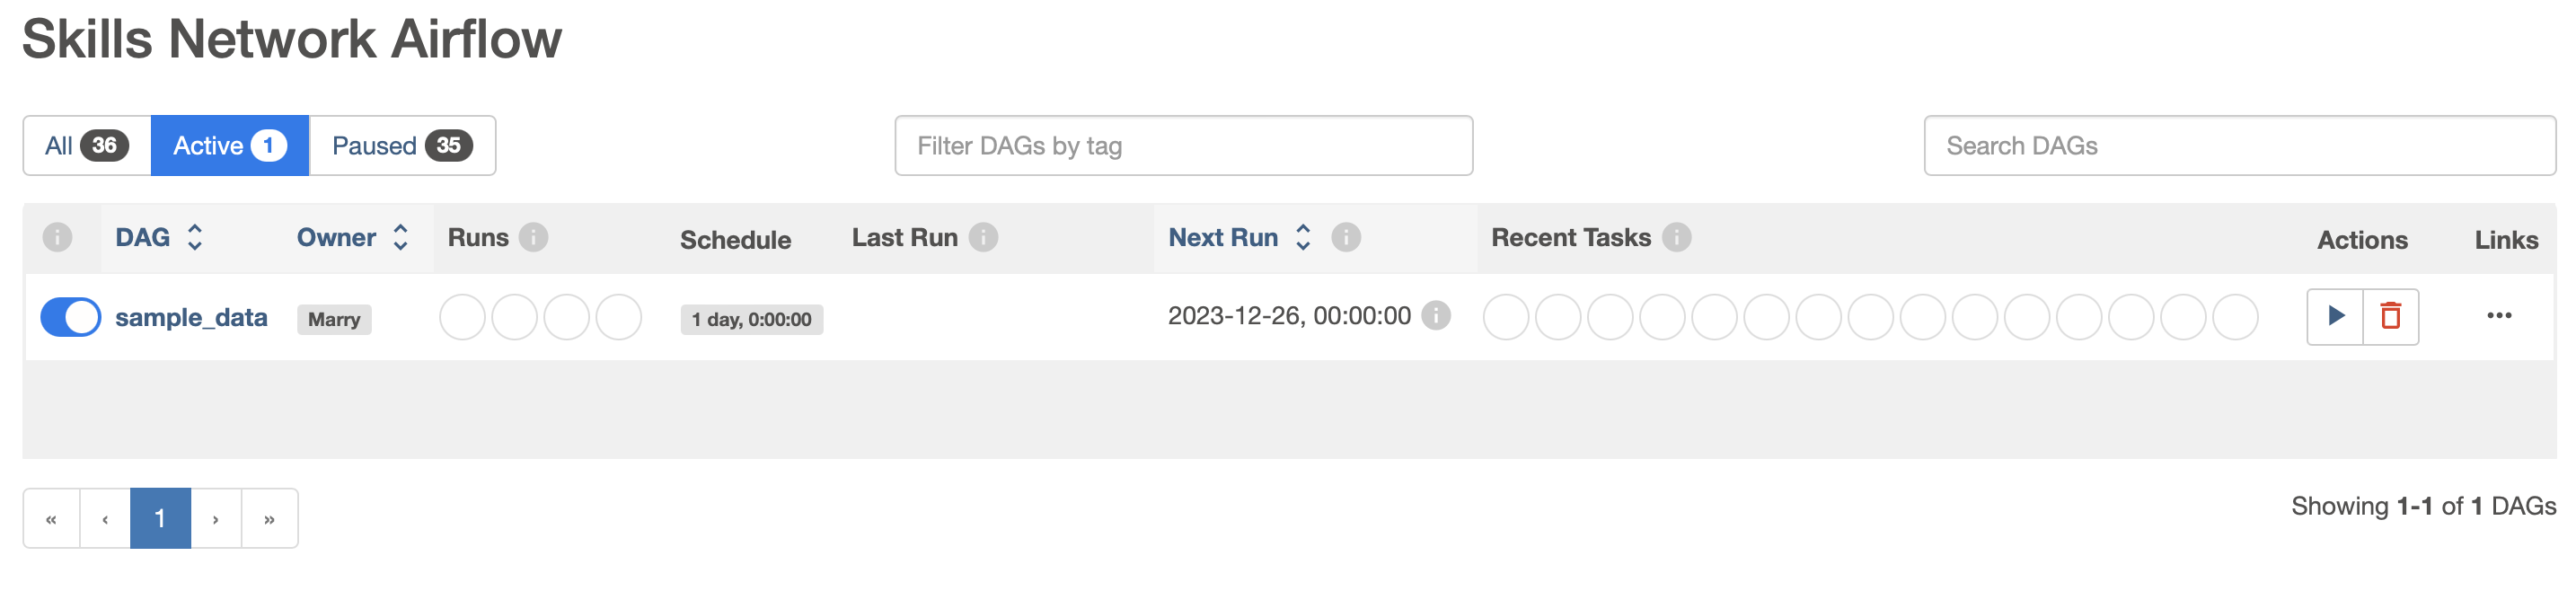 Skills Network Airflow
All 36 Active 1 Paused 35 Filter DAGs by tag Search DAGs
i DAG Owner Runs i Schedule Last Run i Next Run i Recent Tasks i Actions Links
sample_data Marry 1 day, 0:00:00 2023-12-26, 00:00:00 i ...
« ‹ 1 › » Showing 1-1 of 1 DAGs